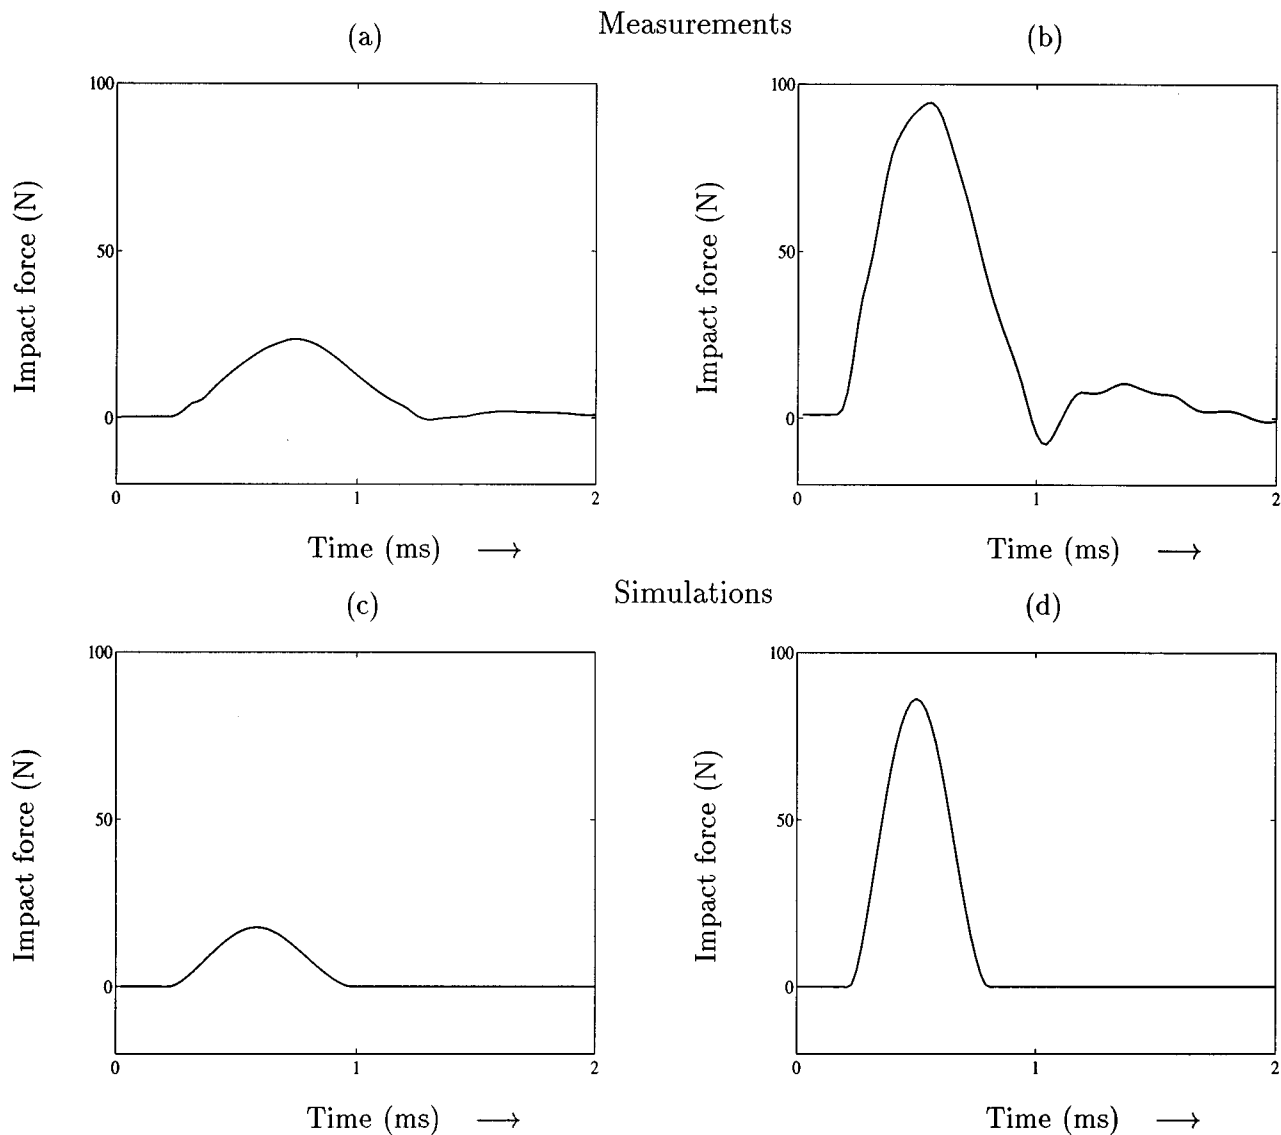 Measurements
(a)
(b)
100
50
0
0 1 2
Impact force (N)
Time (ms) ⟶
100
50
0
0 1 2
Impact force (N)
Time (ms) ⟶
Simulations
(c)
(d)
100
50
0
0 1 2
Impact force (N)
Time (ms) ⟶
100
50
0
0 1 2
Impact force (N)
Time (ms) ⟶